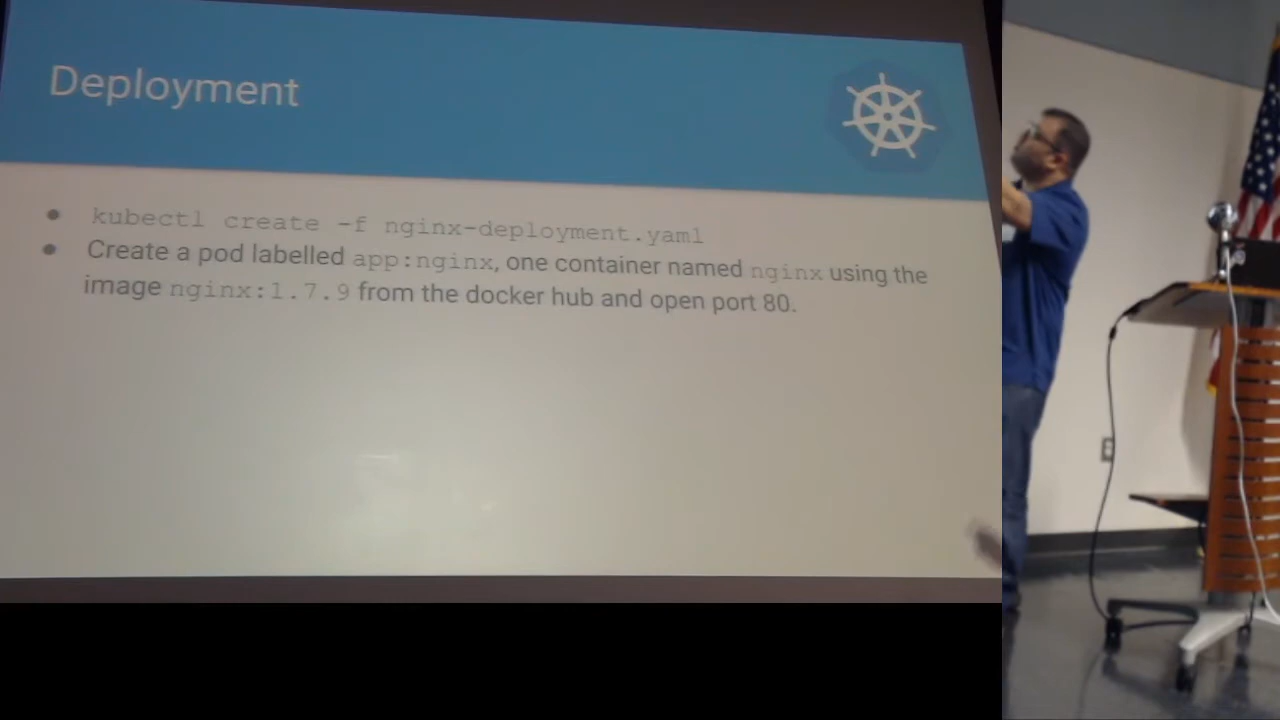 Deployment
kubectl create -f nginx-deployment.yaml
Create a pod labelled app:nginx, one container named nginx using the
image nginx:1.7.9 from the docker hub and open port 80.